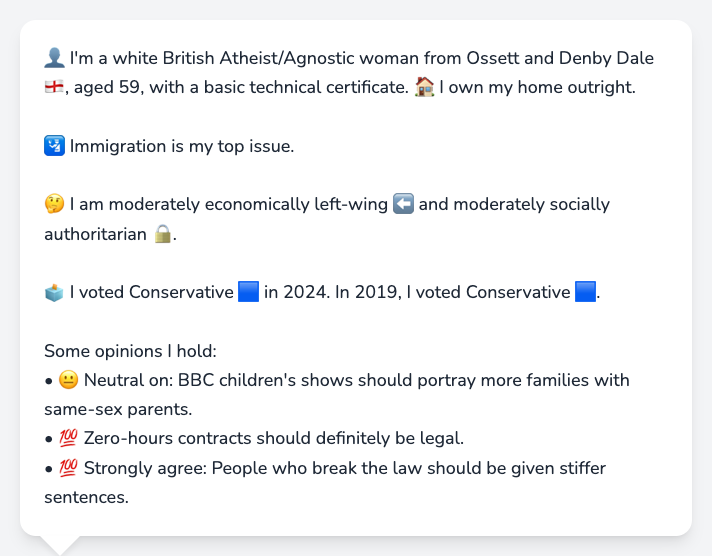 👤 I'm a white British Atheist/Agnostic woman from Ossett and Denby Dale
🏴󠁧󠁢󠁥󠁮󠁧󠁿, aged 59, with a basic technical certificate. 🏠 I own my home outright.
🛂 Immigration is my top issue.
🤔 I am moderately economically left-wing ⬅️ and moderately socially
authoritarian 🔒.
🗳️ I voted Conservative 🟦 in 2024. In 2019, I voted Conservative 🟦.
Some opinions I hold:
• 😐 Neutral on: BBC children's shows should portray more families with
same-sex parents.
• 💯 Zero-hours contracts should definitely be legal.
• 💯 Strongly agree: People who break the law should be given stiffer
sentences.